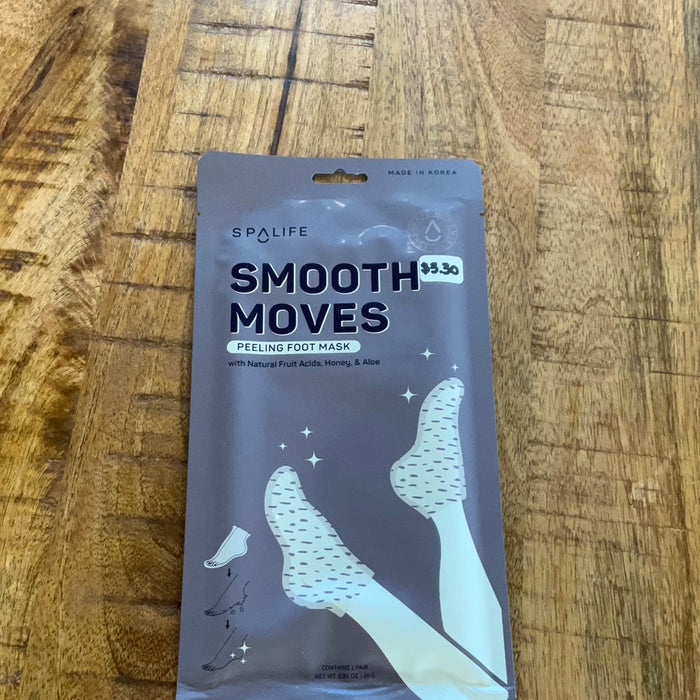 MADE IN KOREA
SPALIFE
SMOOTH
$5.30
MOVES
PEELING FOOT MASK
with Natural Fruit Acids, Honey, & Aloe
CONTAINS 1 PAIR